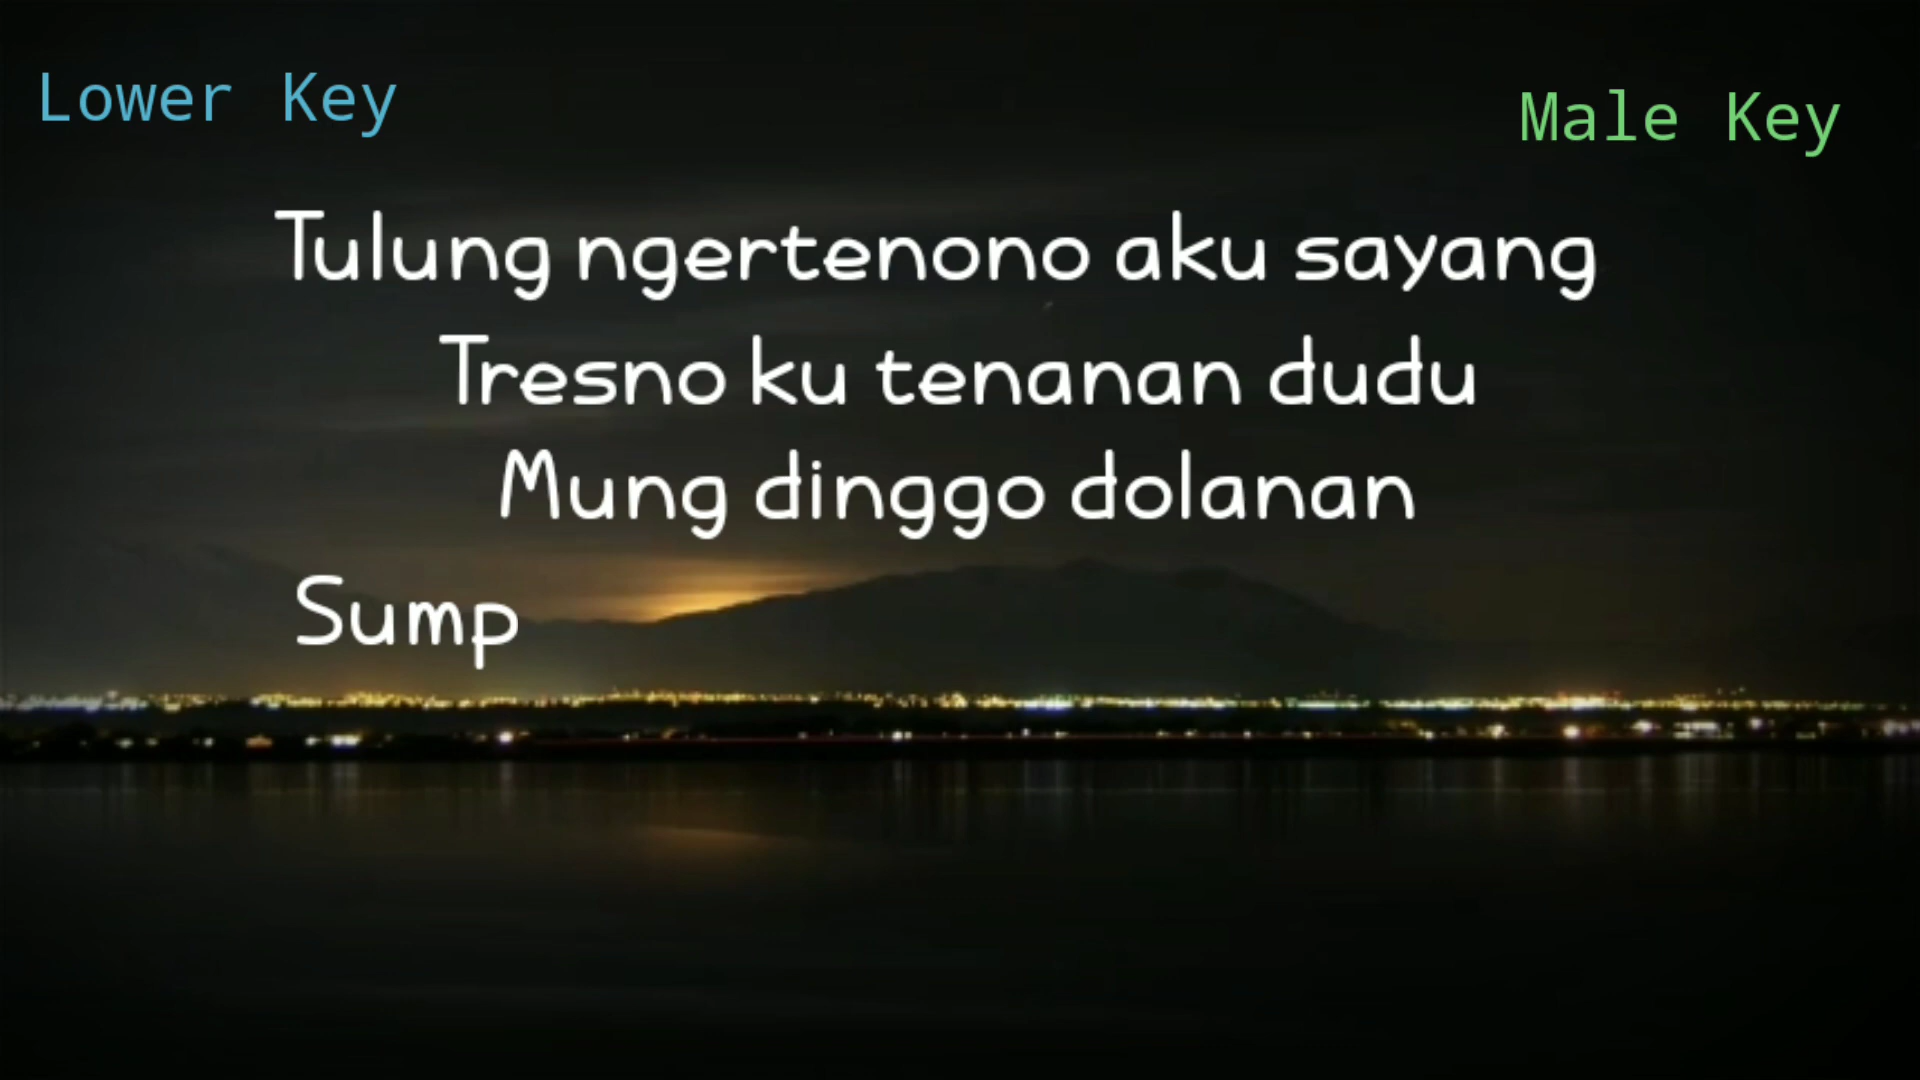 Lower Key
Male Key
Tulung ngertenono aku sayang
Tresno ku tenanan dudu
Mung dinggo dolanan
Sump